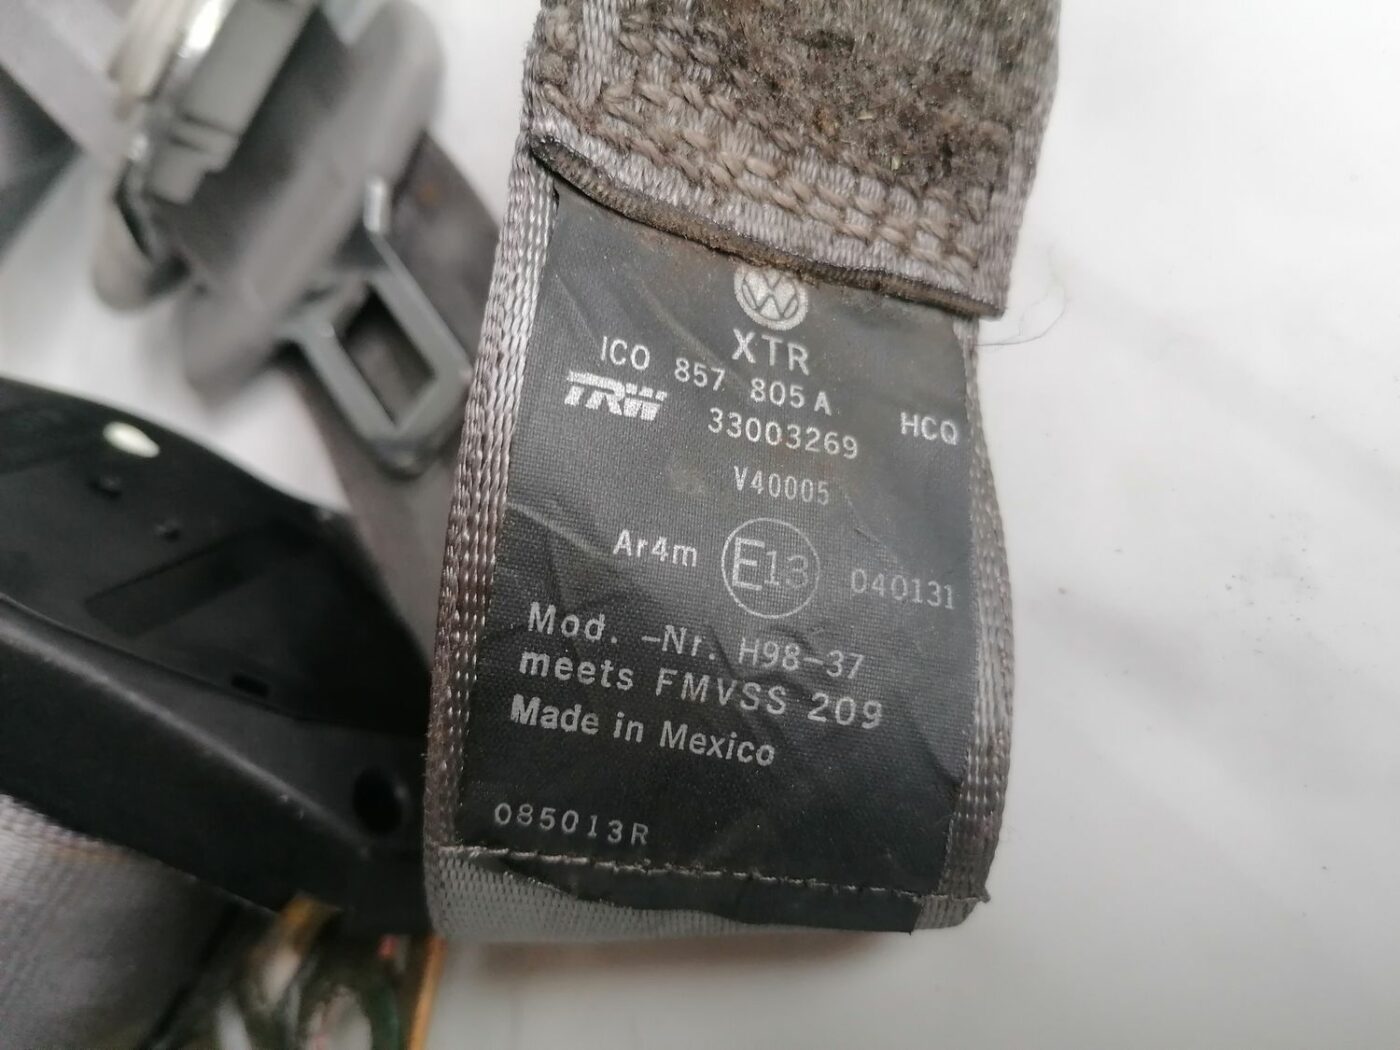 XTR
1C0 857 805 A HCQ
TRW 33003269
V40005
Ar4m E13 040131
Mod. -Nr. H98-37
meets FMVSS 209
Made in Mexico
085013R